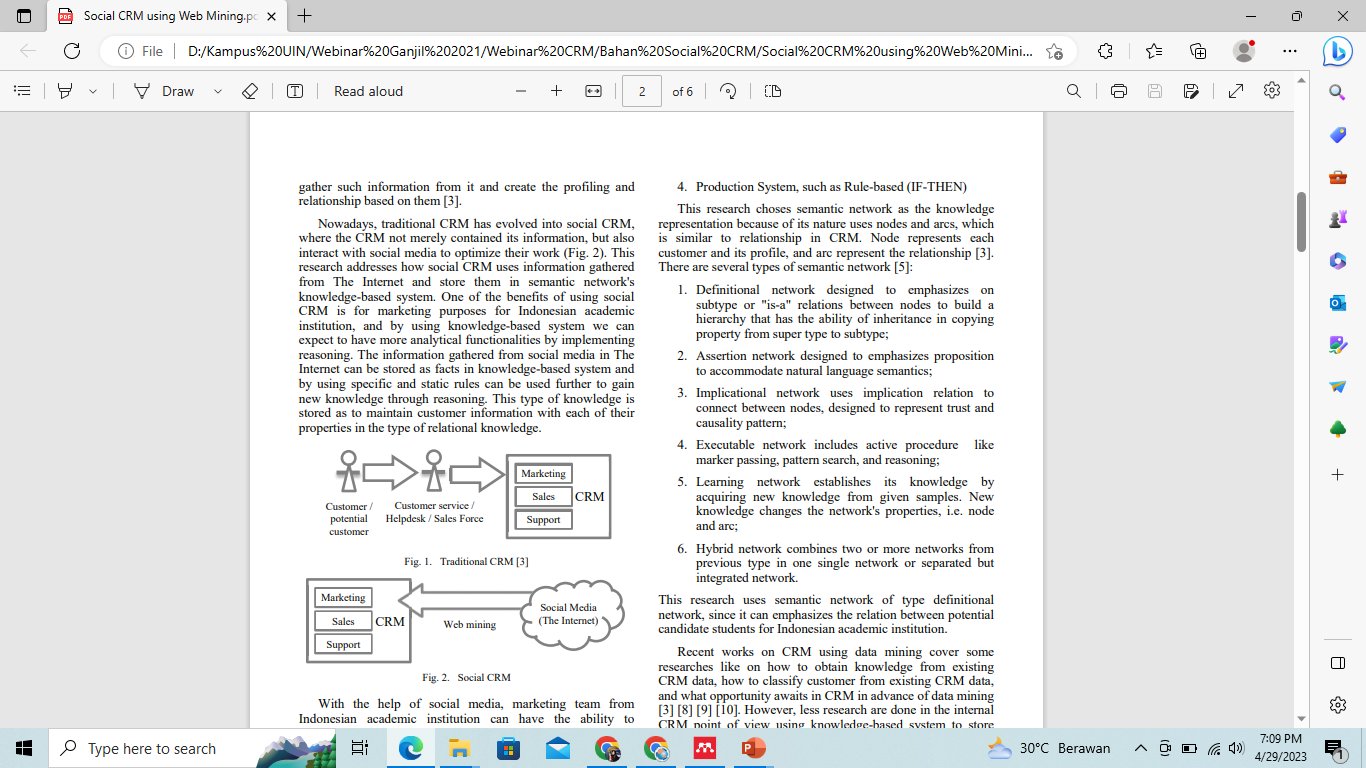 Social CRM using Web Mining.pd
File
D:/Kampus%20UIN/Webinar%20Ganjil%202021/Webinar%20CRM/Bahan%20Social%20CRM/Social%20CRM%20using%20Web%20Mini...
Draw
Read aloud
2
of 6
gather such information from it and create the profiling and
relationship based on them [3].
Nowadays, traditional CRM has evolved into social CRM,
where the CRM not merely contained its information, but also
interact with social media to optimize their work (Fig. 2). This
research addresses how social CRM uses information gathered
from The Internet and store them in semantic network's
knowledge-based system. One of the benefits of using social
CRM is for marketing purposes for Indonesian academic
institution, and by using knowledge-based system we can
expect to have more analytical functionalities by implementing
reasoning. The information gathered from social media in The
Internet can be stored as facts in knowledge-based system and
by using specific and static rules can be used further to gain
new knowledge through reasoning. This type of knowledge is
stored as to maintain customer information with each of their
properties in the type of relational knowledge.
Customer /
potential
customer
Customer service /
Helpdesk / Sales Force
Marketing
Sales
Support
CRM
Fig. 1. Traditional CRM [3]
Marketing
Sales
Support
CRM
Web mining
Social Media
(The Internet)
Fig. 2. Social CRM
With the help of social media, marketing team from
Indonesian academic institution can have the ability to
4. Production System, such as Rule-based (IF-THEN)
This research choses semantic network as the knowledge
representation because of its nature uses nodes and arcs, which
is similar to relationship in CRM. Node represents each
customer and its profile, and arc represent the relationship [3].
There are several types of semantic network [5]:
1. Definitional network designed to emphasizes on
subtype or "is-a" relations between nodes to build a
hierarchy that has the ability of inheritance in copying
property from super type to subtype;
2. Assertion network designed to emphasizes proposition
to accommodate natural language semantics;
3. Implicational network uses implication relation to
connect between nodes, designed to represent trust and
causality pattern;
4. Executable network includes active procedure like
marker passing, pattern search, and reasoning;
5. Learning network establishes its knowledge by
acquiring new knowledge from given samples. New
knowledge changes the network's properties, i.e. node
and arc;
6. Hybrid network combines two or more networks from
previous type in one single network or separated but
integrated network.
This research uses semantic network of type definitional
network, since it can emphasizes the relation between potential
candidate students for Indonesian academic institution.
Recent works on CRM using data mining cover some
researches like on how to obtain knowledge from existing
CRM data, how to classify customer from existing CRM data,
and what opportunity awaits in CRM in advance of data mining
[3] [8] [9] [10]. However, less research are done in the internal
CRM point of view using knowledge-based system to store
Type here to search
30°C Berawan
7:09 PM
4/29/2023
1